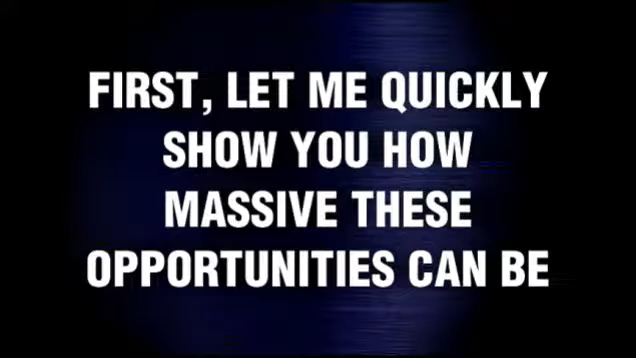 FIRST, LET ME QUICKLY
SHOW YOU HOW
MASSIVE THESE
OPPORTUNITIES CAN BE